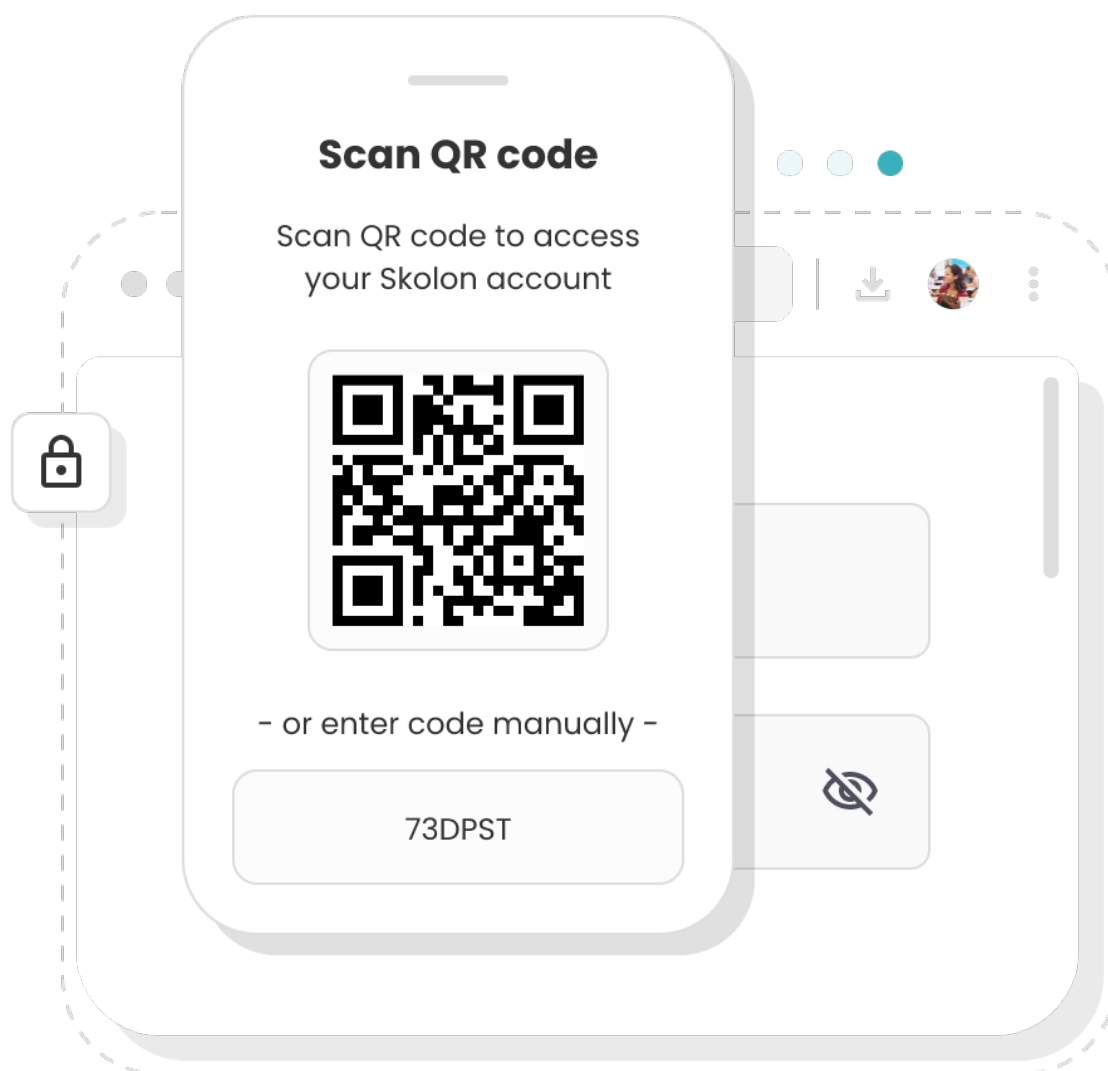 Scan QR code
Scan QR code to access
your Skolon account
- or enter code manually -
73DPST